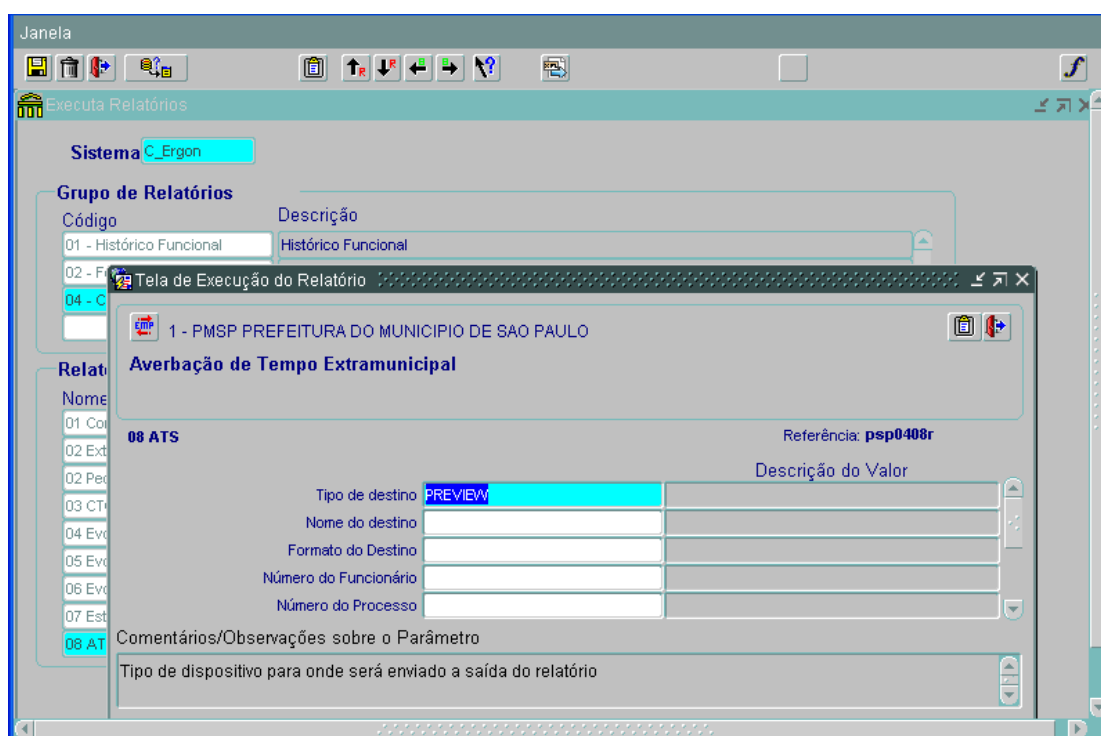 Janela
Executa Relatórios
Sistema C_Ergon
Grupo de Relatórios
Código Descrição
01 - Histórico Funcional Histórico Funcional
02 - F
04 - C
Tela de Execução do Relatório
EMP 1 - PMSP PREFEITURA DO MUNICIPIO DE SAO PAULO
Averbação de Tempo Extramunicipal
Relat
Nome
01 Co
02 Ext
02 Pe
03 CT
04 Evo
05 Evo
06 Evo
07 Est
08 AT
08 ATS Referência: psp0408r
Descrição do Valor
Tipo de destino PREVIEW
Nome do destino
Formato do Destino
Número do Funcionário
Número do Processo
Comentários/Observações sobre o Parâmetro
Tipo de dispositivo para onde será enviado a saída do relatório